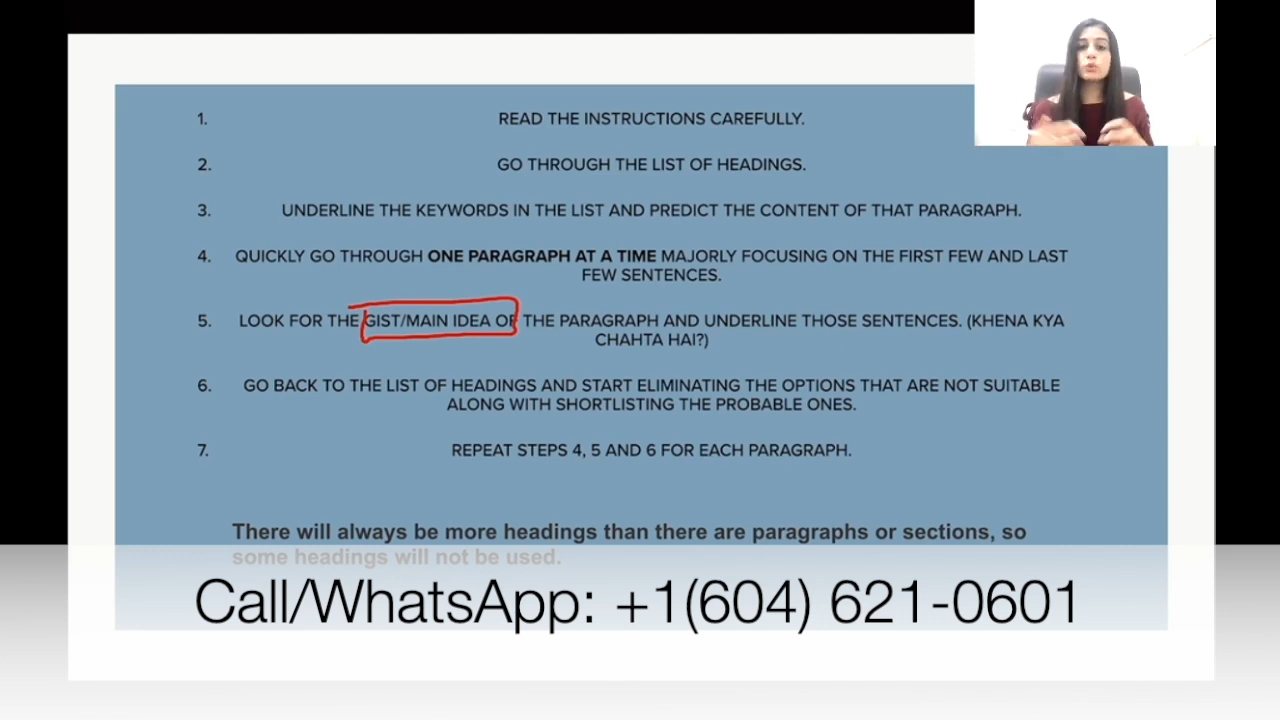 1. READ THE INSTRUCTIONS CAREFULLY.
2. GO THROUGH THE LIST OF HEADINGS.
3. UNDERLINE THE KEYWORDS IN THE LIST AND PREDICT THE CONTENT OF THAT PARAGRAPH.
4. QUICKLY GO THROUGH ONE PARAGRAPH AT A TIME MAJORLY FOCUSING ON THE FIRST FEW AND LAST
FEW SENTENCES.
5. LOOK FOR THE GIST/MAIN IDEA OF THE PARAGRAPH AND UNDERLINE THOSE SENTENCES. (KHENA KYA
CHAHTA HAI?)
6. GO BACK TO THE LIST OF HEADINGS AND START ELIMINATING THE OPTIONS THAT ARE NOT SUITABLE
ALONG WITH SHORTLISTING THE PROBABLE ONES.
7. REPEAT STEPS 4, 5 AND 6 FOR EACH PARAGRAPH.
There will always be more headings than there are paragraphs or sections, so
some headings will not be used.
Call/WhatsApp: +1(604) 621-0601